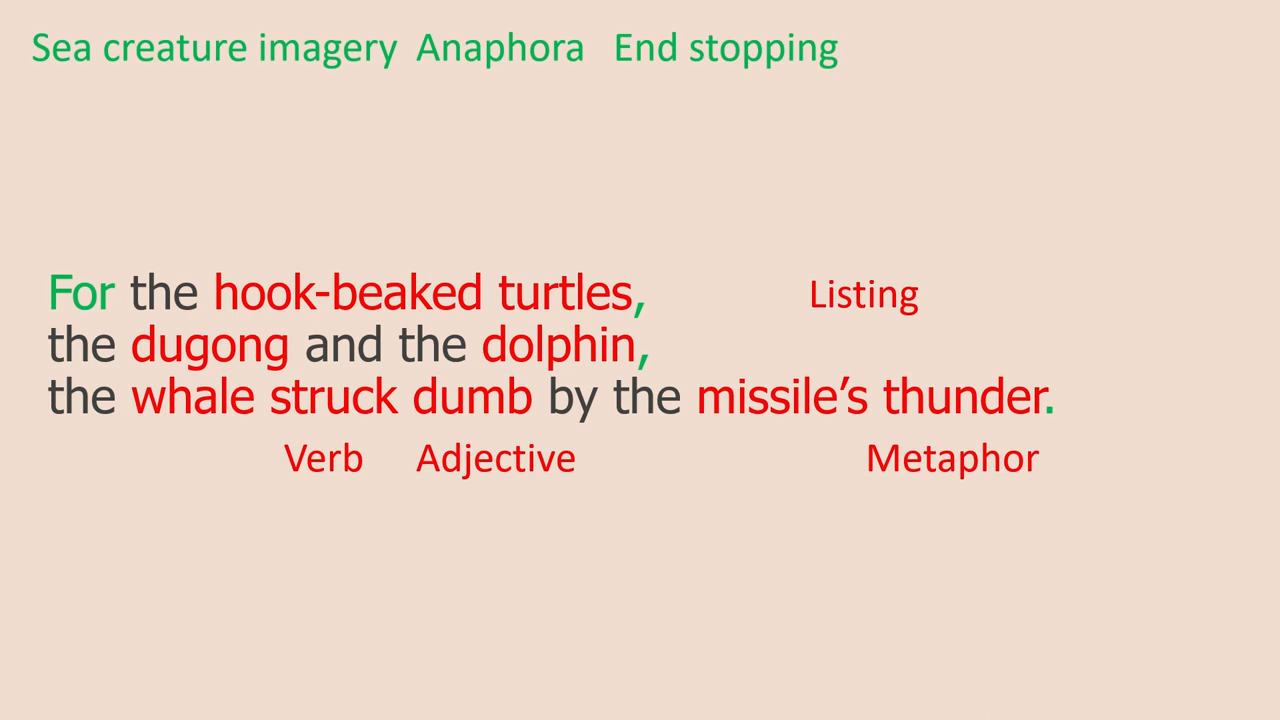 Sea creature imagery Anaphora End stopping
For the hook-beaked turtles, Listing
the dugong and the dolphin,
the whale struck dumb by the missile’s thunder.
Verb Adjective Metaphor